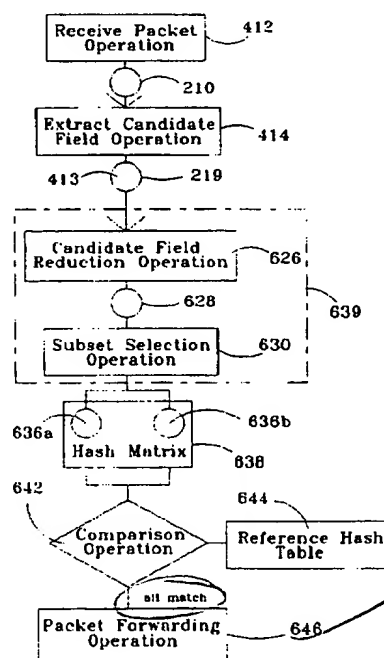 Receive Packet
Operation
412
210
Extract Candidate
Field Operation
414
413
219
Candidate Field
Reduction Operation
626
628
639
Subset Selection
Operation
630
636a
636b
Hash Matrix
638
642
644
Comparison
Operation
Reference Hash
Table
all match
Packet Forwarding
Operation
646